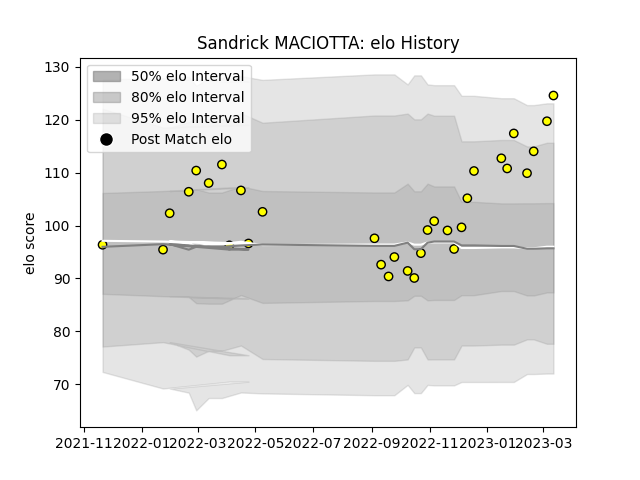 Sandrick MACIOTTA: elo History
130
120
110
100
90
80
70
elo score
50% elo Interval
80% elo Interval
95% elo Interval
Post Match elo
2021-11 2022-01 2022-03 2022-05 2022-07 2022-09 2022-11 2023-01 2023-03